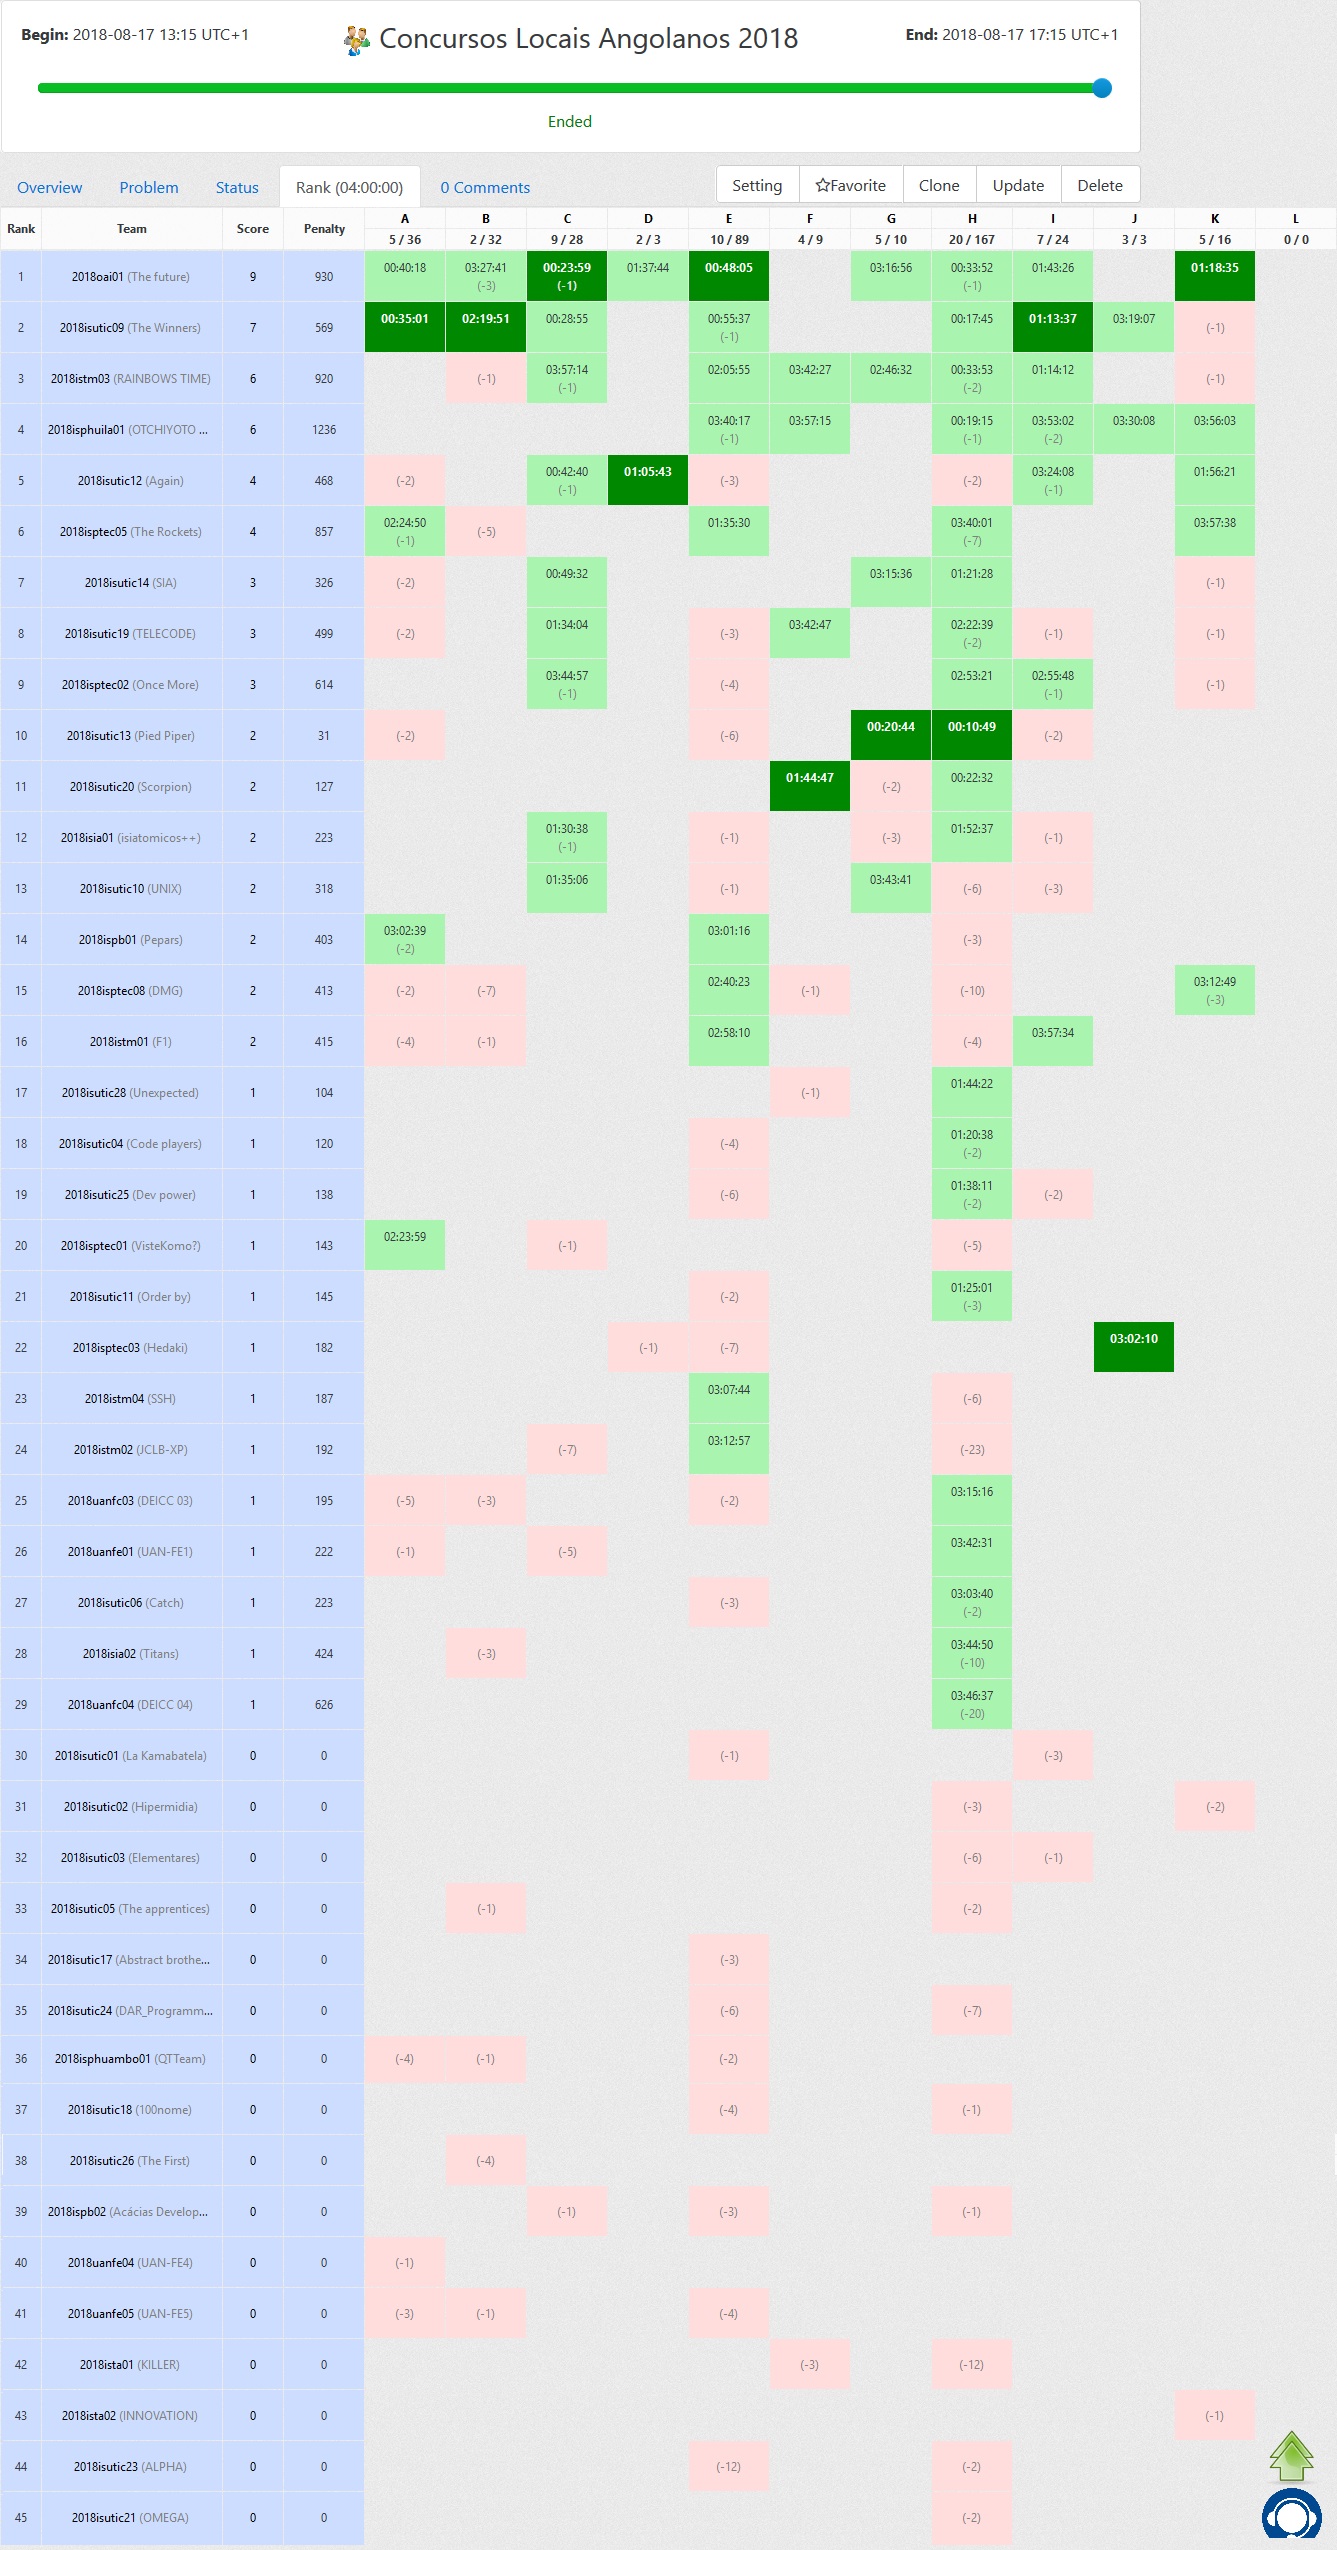 Begin: 2018-08-17 13:15 UTC+1 Concursos Locais Angolanos 2018 End: 2018-08-17 17:15 UTC+1
Ended
Overview Problem Status Rank (04:00:00) 0 Comments Setting Favorite Clone Update Delete
Rank Team Score Penalty A B C D E F G H I J K L
5 / 36 2 / 32 9 / 28 2 / 3 10 / 89 4 / 9 5 / 10 20 / 167 7 / 24 3 / 3 5 / 16 0 / 0
1 2018oai01 (The future) 9 930 00:40:18 03:27:41 (-3) 00:23:59 (-1) 01:37:44 00:48:05 03:16:56 00:33:52 (-1) 01:43:26 01:18:35
2 2018isutic09 (The Winners) 7 569 00:35:01 02:19:51 00:28:55 00:55:37 (-1) 00:17:45 01:13:37 03:19:07 (-1)
3 2018istm03 (RAINBOWS TIME) 6 920 (-1) 03:57:14 (-1) 02:05:55 03:42:27 02:46:32 00:33:53 (-2) 01:14:12 (-1)
4 2018isphuila01 (OTCHIYOTO ... 6 1236 03:40:17 (-1) 03:57:15 00:19:15 (-1) 03:53:02 (-2) 03:30:08 03:56:03
5 2018isutic12 (Again) 4 468 (-2) 00:42:40 (-1) 01:05:43 (-3) (-2) 03:24:08 (-1) 01:56:21
6 2018isptec05 (The Rockets) 4 857 02:24:50 (-1) (-5) 01:35:30 03:40:01 (-7) 03:57:38
7 2018isutic14 (SIA) 3 326 (-2) 00:49:32 03:15:36 01:21:28 (-1)
8 2018isutic19 (TELECODE) 3 499 (-2) 01:34:04 (-3) 03:42:47 02:22:39 (-2) (-1) (-1)
9 2018isptec02 (Once More) 3 614 03:44:57 (-1) (-4) 02:53:21 02:55:48 (-1) (-1)
10 2018isutic13 (Pied Piper) 2 31 (-2) (-6) 00:20:44 00:10:49 (-2)
11 2018isutic20 (Scorpion) 2 127 01:44:47 (-2) 00:22:32
12 2018isia01 (isiatomicos++) 2 223 01:30:38 (-1) (-1) (-3) 01:52:37 (-1)
13 2018isutic10 (UNIX) 2 318 01:35:06 (-1) 03:43:41 (-6) (-3)
14 2018ispb01 (Pepars) 2 403 03:02:39 (-2) 03:01:16 (-3)
15 2018isptec08 (DMG) 2 413 (-2) (-7) 02:40:23 (-1) (-10) 03:12:49 (-3)
16 2018istm01 (F1) 2 415 (-4) (-1) 02:58:10 (-4) 03:57:34
17 2018isutic28 (Unexpected) 1 104 (-1) 01:44:22
18 2018isutic04 (Code players) 1 120 (-4) 01:20:38 (-2)
19 2018isutic25 (Dev power) 1 138 (-6) 01:38:11 (-2) (-2)
20 2018isptec01 (VisteKomo?) 1 143 02:23:59 (-1) (-5)
21 2018isutic11 (Order by) 1 145 (-2) 01:25:01 (-3)
22 2018isptec03 (Hedaki) 1 182 (-1) (-7) 03:02:10
23 2018istm04 (SSH) 1 187 03:07:44 (-6)
24 2018istm02 (JCLB-XP) 1 192 (-7) 03:12:57 (-23)
25 2018uanfc03 (DEICC 03) 1 195 (-5) (-3) (-2) 03:15:16
26 2018uanfe01 (UAN-FE1) 1 222 (-1) (-5) 03:42:31
27 2018isutic06 (Catch) 1 223 (-3) 03:03:40 (-2)
28 2018isia02 (Titans) 1 424 (-3) 03:44:50 (-10)
29 2018uanfc04 (DEICC 04) 1 626 03:46:37 (-20)
30 2018isutic01 (La Kamabatela) 0 0 (-1) (-3)
31 2018isutic02 (Hipermidia) 0 0 (-3) (-2)
32 2018isutic03 (Elementares) 0 0 (-6) (-1)
33 2018isutic05 (The apprentices) 0 0 (-1) (-2)
34 2018isutic17 (Abstract brothe... 0 0 (-3)
35 2018isutic24 (DAR_Programm... 0 0 (-6) (-7)
36 2018isphuambo01 (QTTeam) 0 0 (-4) (-1) (-2)
37 2018isutic18 (100nome) 0 0 (-4) (-1)
38 2018isutic26 (The First) 0 0 (-4)
39 2018ispb02 (Acácias Develop... 0 0 (-1) (-3) (-1)
40 2018uanfe04 (UAN-FE4) 0 0 (-1)
41 2018uanfe05 (UAN-FE5) 0 0 (-3) (-1) (-4)
42 2018ista01 (KILLER) 0 0 (-3) (-12)
43 2018ista02 (INNOVATION) 0 0 (-1)
44 2018isutic23 (ALPHA) 0 0 (-12) (-2)
45 2018isutic21 (OMEGA) 0 0 (-2)